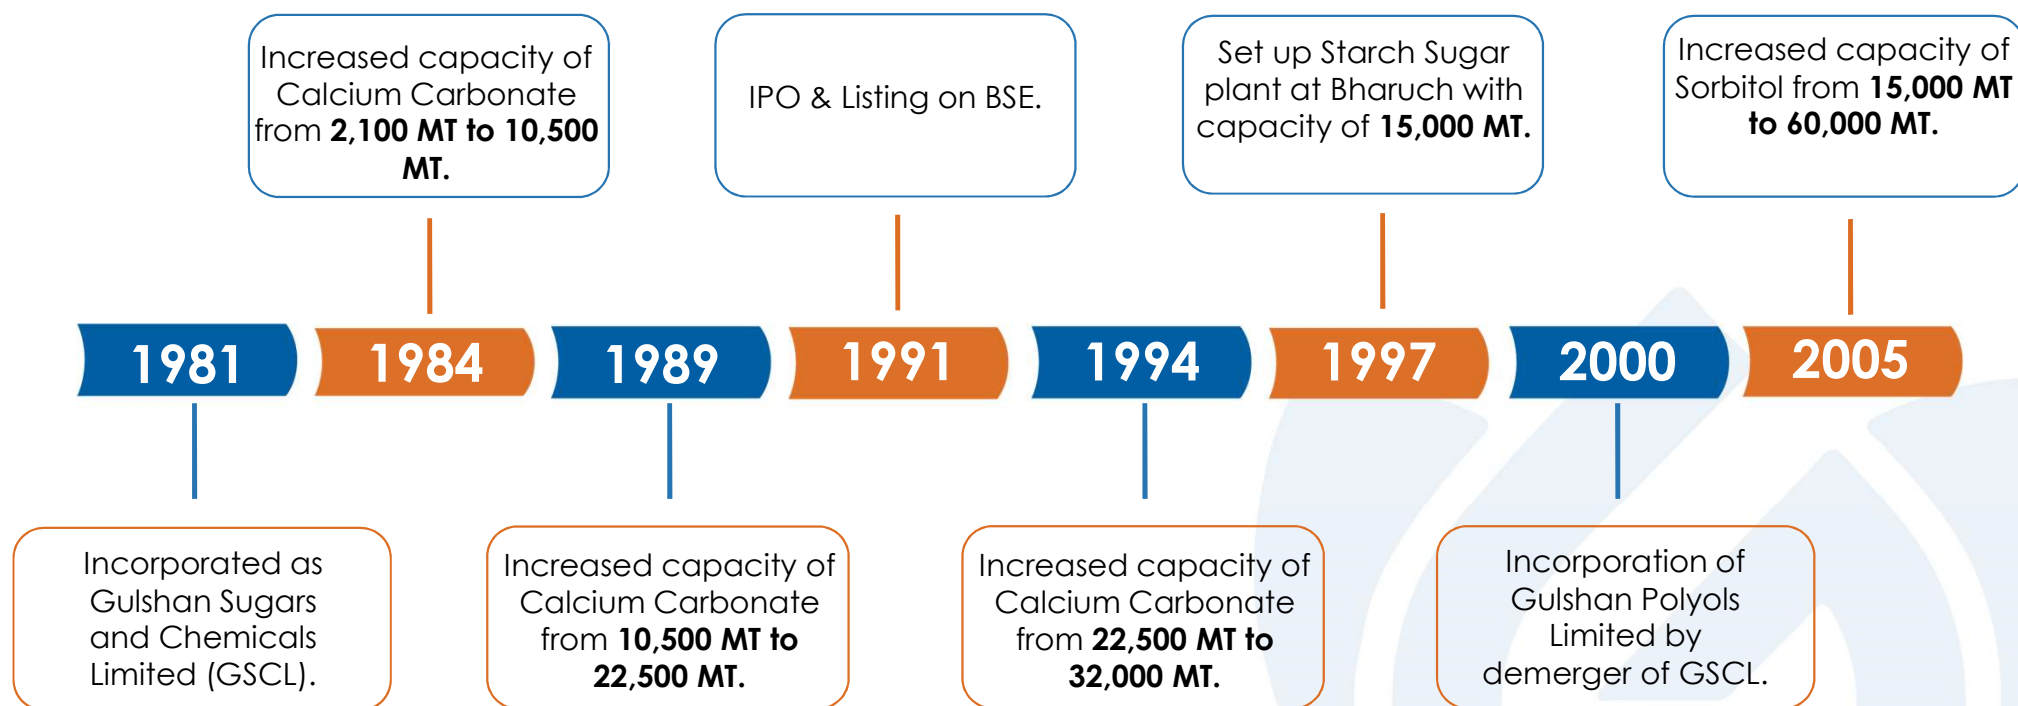 Increased capacity of
Calcium Carbonate
from 2,100 MT to 10,500
MT.
IPO & Listing on BSE.
Set up Starch Sugar
plant at Bharuch with
capacity of 15,000 MT.
Increased capacity of
Sorbitol from 15,000 MT
to 60,000 MT.
1981
1984
1989
1991
1994
1997
2000
2005
Incorporated as
Gulshan Sugars
and Chemicals
Limited (GSCL).
Increased capacity of
Calcium Carbonate
from 10,500 MT to
22,500 MT.
Increased capacity of
Calcium Carbonate
from 22,500 MT to
32,000 MT.
Incorporation of
Gulshan Polyols
Limited by
demerger of GSCL.